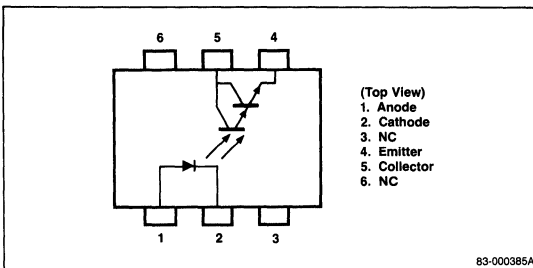 6 5 4
(Top View)
1. Anode
2. Cathode
3. NC
4. Emitter
5. Collector
6. NC
1 2 3
83-000385A